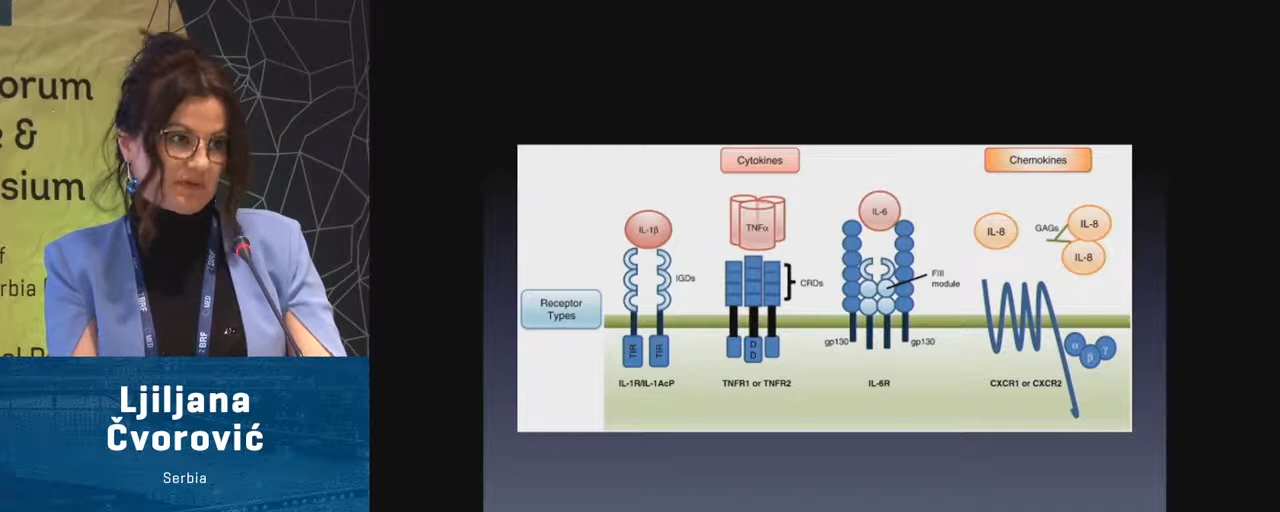 orum
&
sium
f
rbia
BRF
MED
BRF
Ljiljana
Čvorović
Serbia
Cytokines
Chemokines
IL-1β
TNFα
IL-6
IL-8
GAGs
IL-8
IL-8
IGDs
CRDs
FIII
module
Receptor
Types
TIR
TIR
D
D
gp130
gp130
α
β
γ
IL-1R/IL-1AcP
TNFR1 or TNFR2
IL-6R
CXCR1 or CXCR2